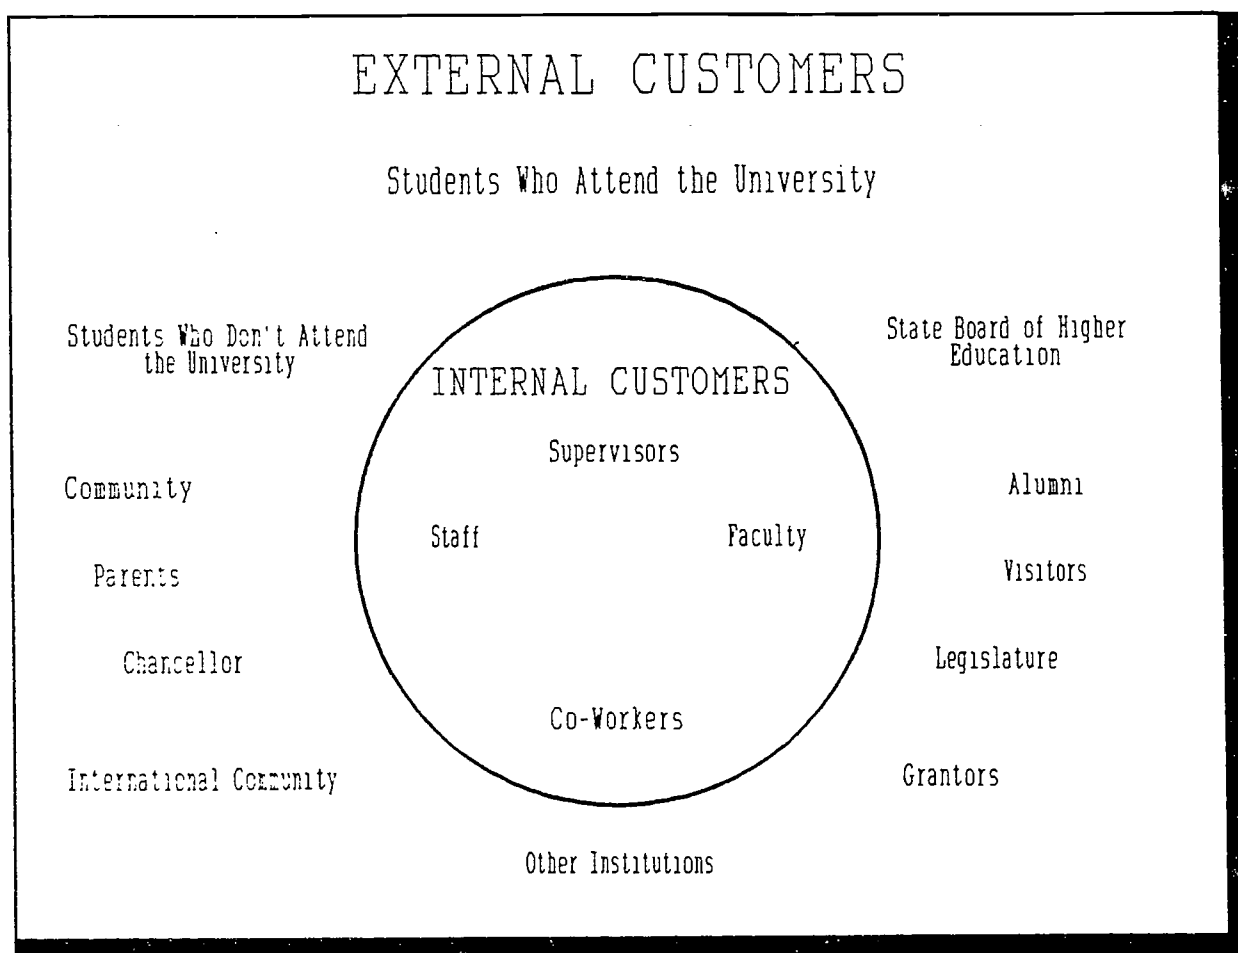 EXTERNAL CUSTOMERS
Students Who Attend the University
Students Who Don't Attend
the University
State Board of Higher
Education
INTERNAL CUSTOMERS
Supervisors
Community
Alumni
Staff
Faculty
Parents
Visitors
Chancellor
Legislature
Co-Workers
International Community
Grantors
Other Institutions